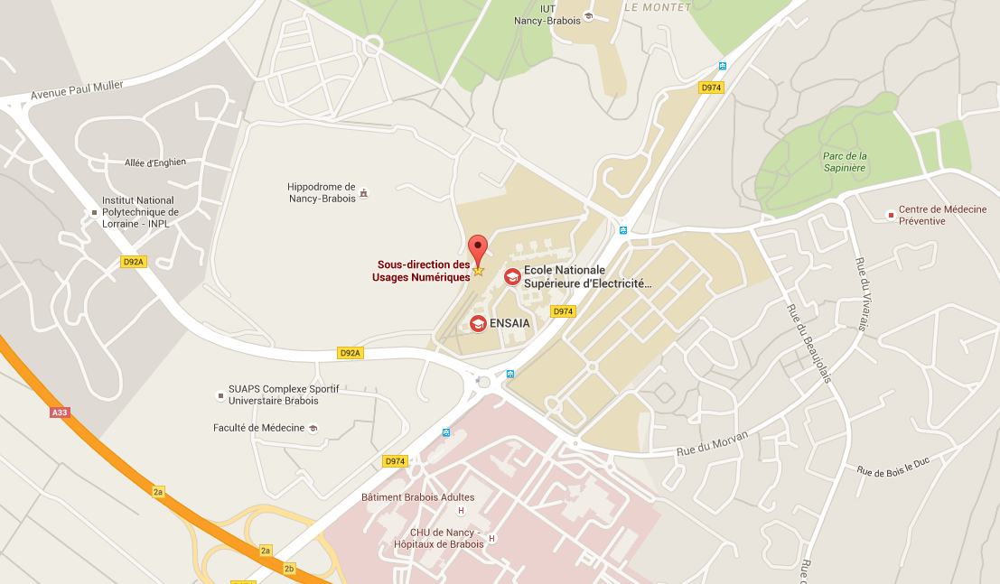 IUT
Nancy-Brabois
LE MONTET
D974
Avenue Paul Muller
Allée d'Enghien
Parc de la
Sapinière
Hippodrome de
Nancy-Brabois
Institut National
Polytechnique de
Lorraine - INPL
Centre de Médecine
Préventive
D92A
Sous-direction des
Usages Numériques
Ecole Nationale
Supérieure d'Electricité...
Rue du Vivarais
D974
ENSAIA
Rue du Beaujolais
D92A
SUAPS Complexe Sportif
Universtaire Brabois
A33
Faculté de Médecine
Rue du Morvan
D974
Rue de Bois le Duc
2a
Bâtiment Brabois Adultes
H
CHU de Nancy -
Hôpitaux de Brabois
H
2a
2b